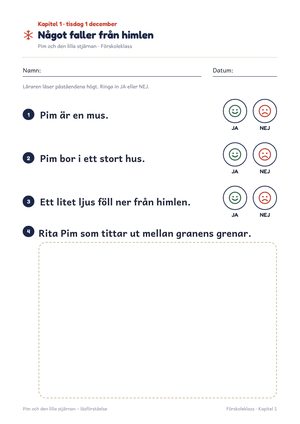 Kapitel 1 · tisdag 1 december
Något faller från himlen
Pim och den lilla stjärnan · Förskoleklass
Namn:
Datum:
Läraren läser påståendena högt. Ringa in JA eller NEJ.
1 Pim är en mus.
JA NEJ
2 Pim bor i ett stort hus.
JA NEJ
3 Ett litet ljus föll ner från himlen.
JA NEJ
4 Rita Pim som tittar ut mellan granens grenar.
Pim och den lilla stjärnan – läsförståelse
Förskoleklass · Kapitel 1